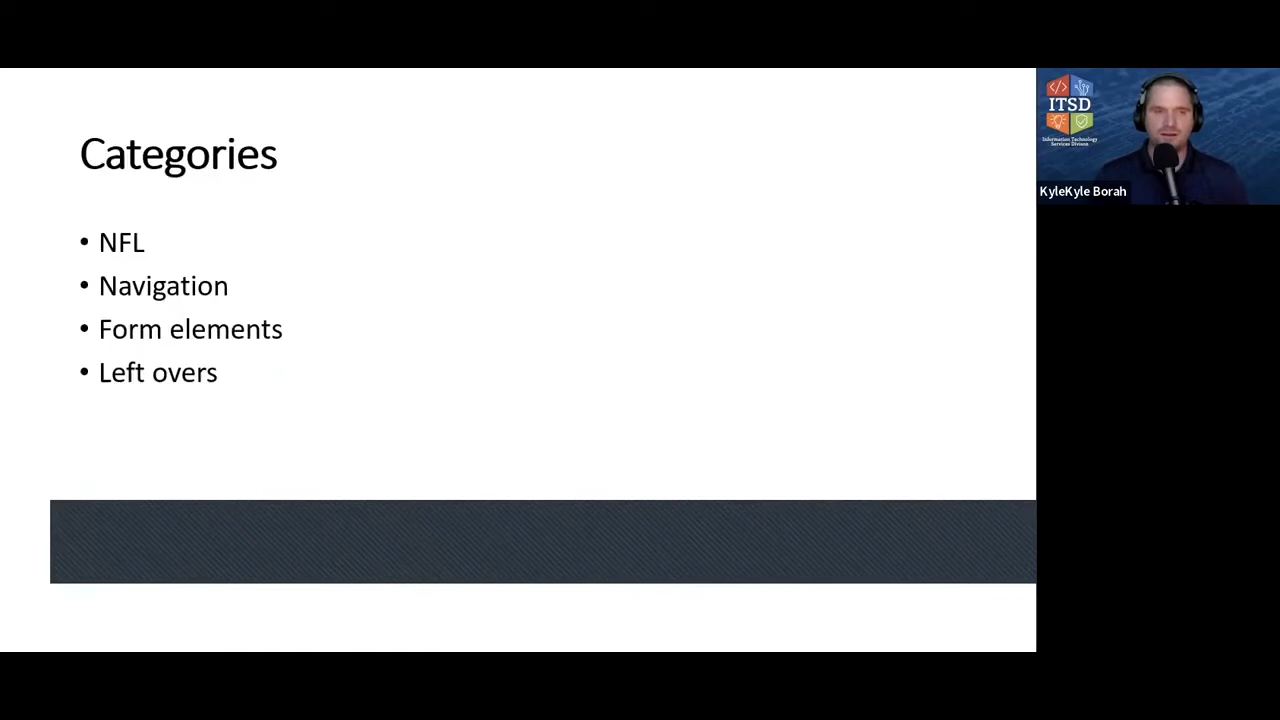 Categories
• NFL
• Navigation
• Form elements
• Left overs
</>
ITSD
Information Technology
Services Division
KyleKyle Borah